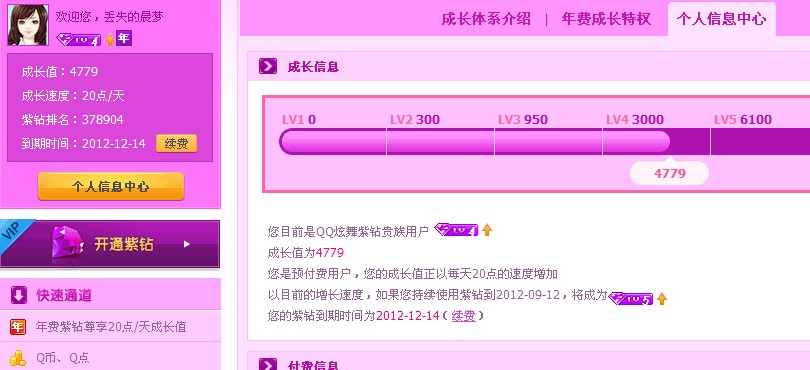 欢迎您，丢失的晨梦
LV4 年
成长值：4779
成长速度：20点/天
紫钻排名：378904
到期时间：2012-12-14 续费
个人信息中心
VIP 开通紫钻
快速通道
年 年费紫钻尊享20点/天成长值
Q币、Q点
成长体系介绍 | 年费成长特权 个人信息中心
成长信息
LV1 0 LV2 300 LV3 950 LV4 3000 LV5 6100
4779
您目前是QQ炫舞紫钻贵族用户 LV4
成长值为4779
您是预付费用户，您的成长值正以每天20点的速度增加
以目前的增长速度，如果您持续使用紫钻到2012-09-12，将成为 LV5
您的紫钻到期时间为2012-12-14（续费）
付费信息